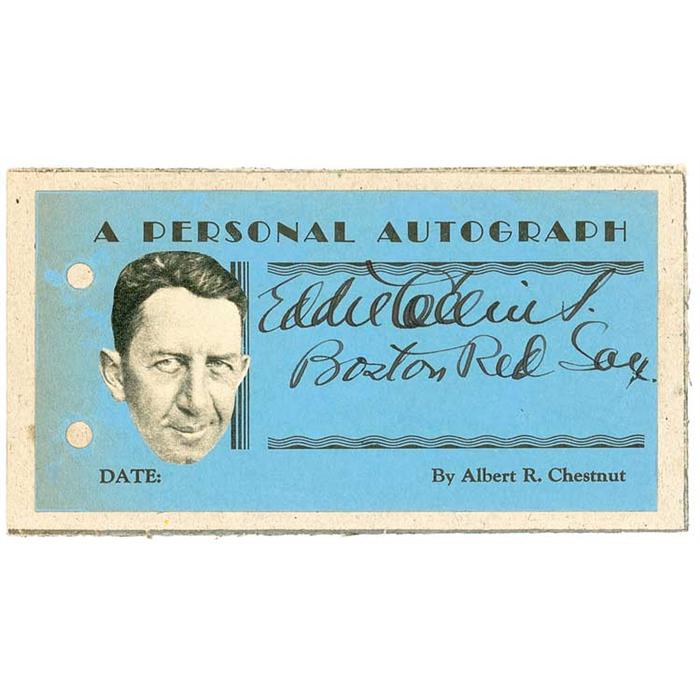 A PERSONAL AUTOGRAPH
Eddie Collins.
Boston Red Sox.
DATE:
By Albert R. Chestnut